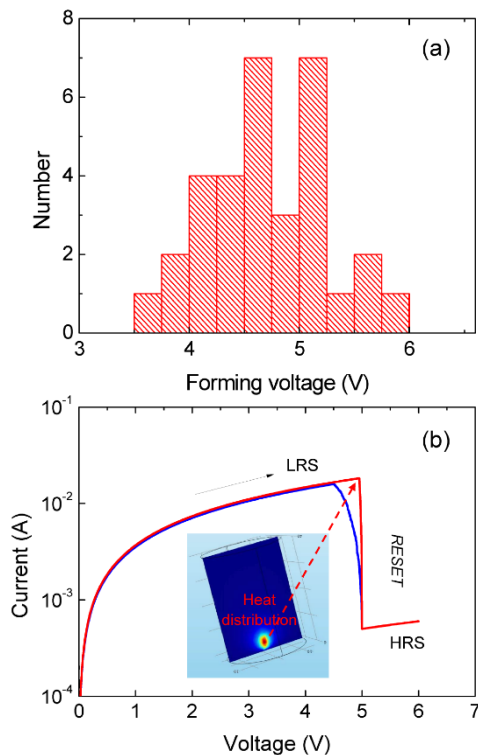 (a)
8
6
4
2
0
Number
3 4 5 6
Forming voltage (V)
(b)
10⁻¹
10⁻²
10⁻³
10⁻⁴
Current (A)
LRS
RESET
Heat
distribution
HRS
0 1 2 3 4 5 6 7
Voltage (V)